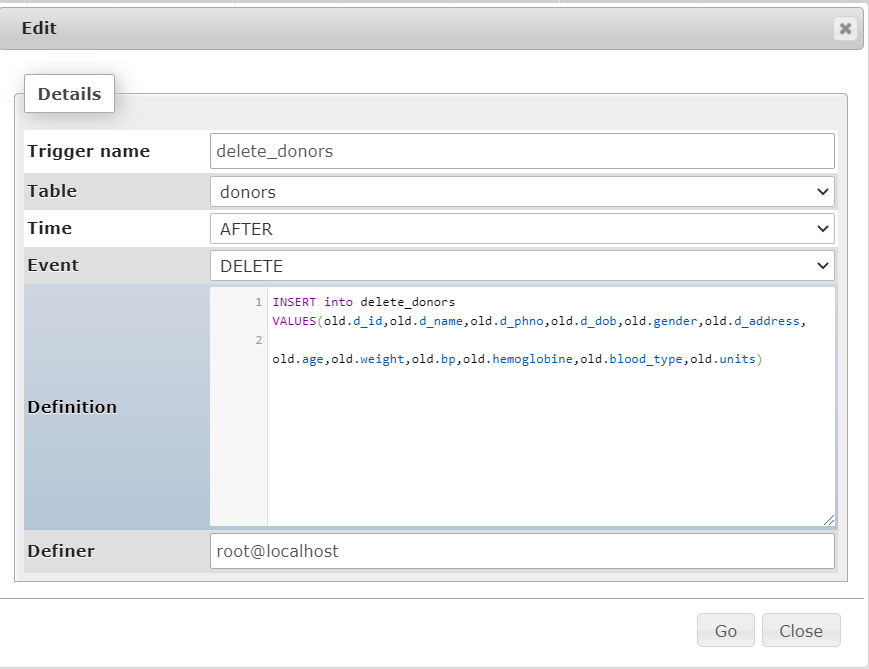 Edit
Details
Trigger name delete_donors
Table donors
Time AFTER
Event DELETE
Definition
1 INSERT into delete_donors
VALUES(old.d_id,old.d_name,old.d_phno,old.d_dob,old.gender,old.d_address,
2
old.age,old.weight,old.bp,old.hemoglobine,old.blood_type,old.units)
Definer root@localhost
Go Close